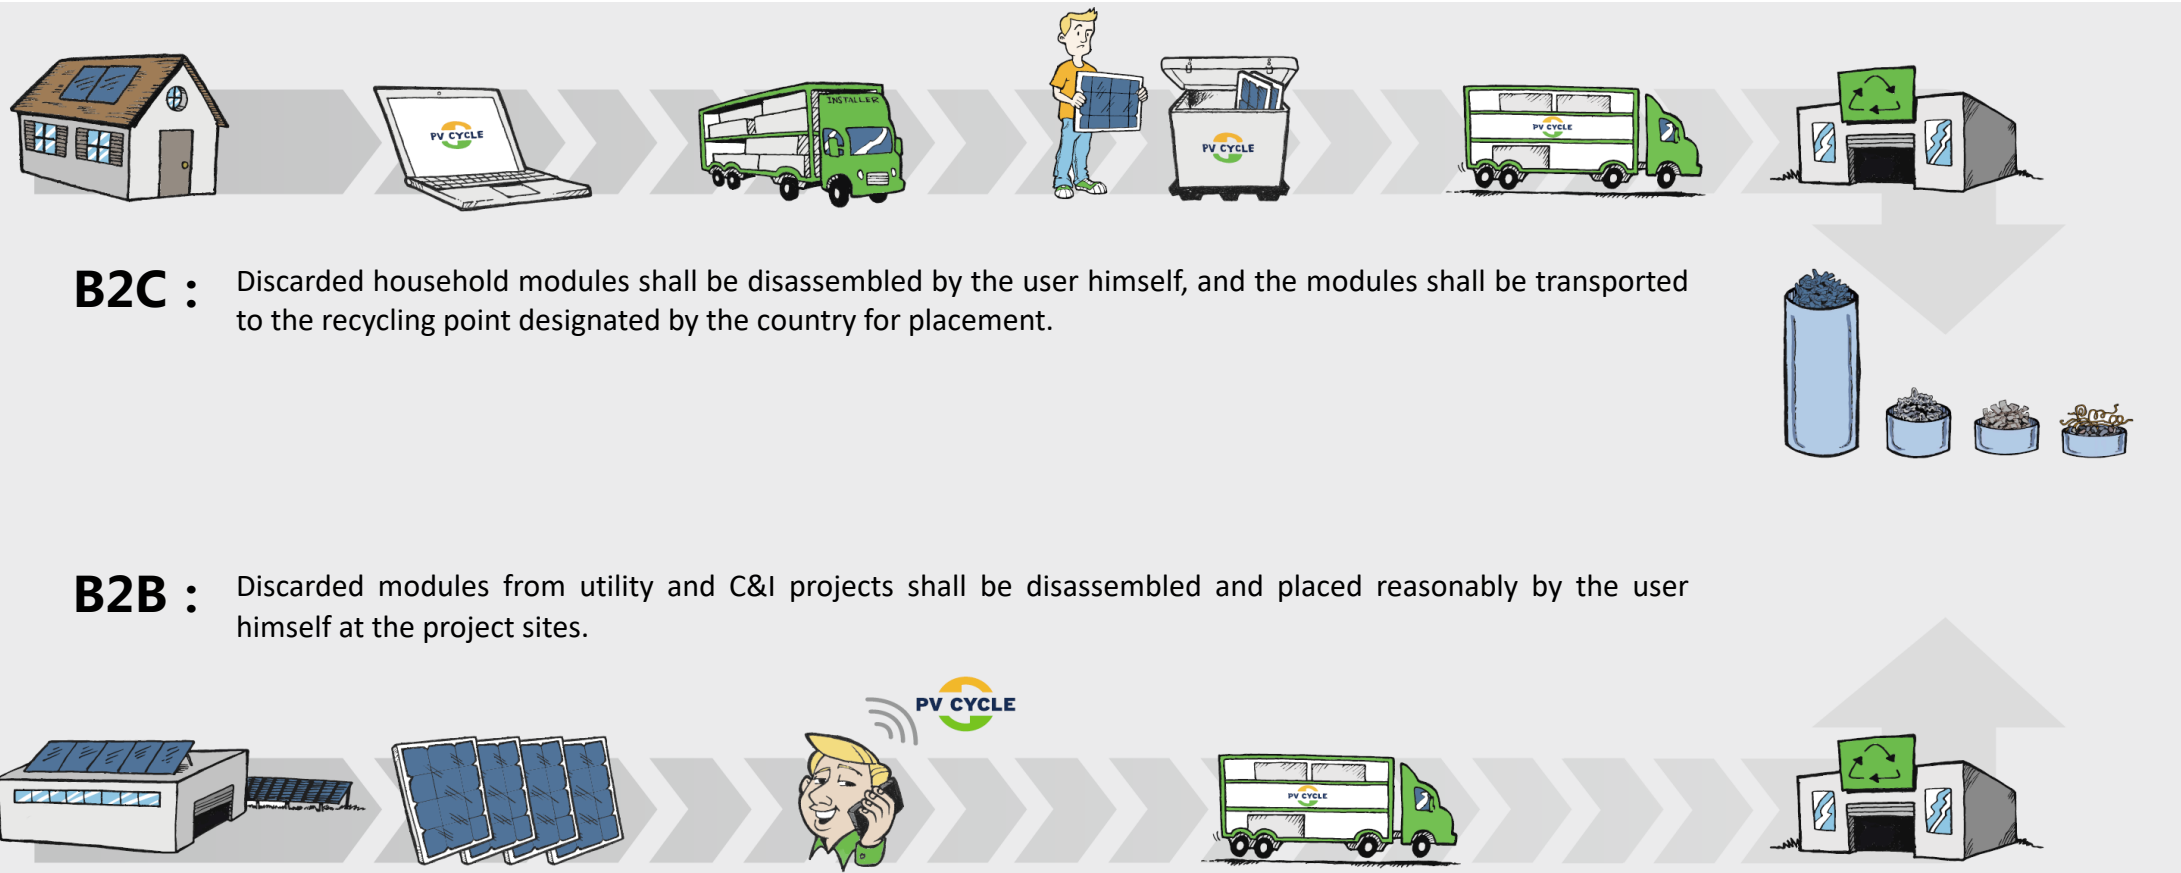 PV CYCLE
INSTALLER
PV CYCLE
PV CYCLE
B2C : Discarded household modules shall be disassembled by the user himself, and the modules shall be transported
to the recycling point designated by the country for placement.
B2B : Discarded modules from utility and C&I projects shall be disassembled and placed reasonably by the user
himself at the project sites.
PV CYCLE
PV CYCLE